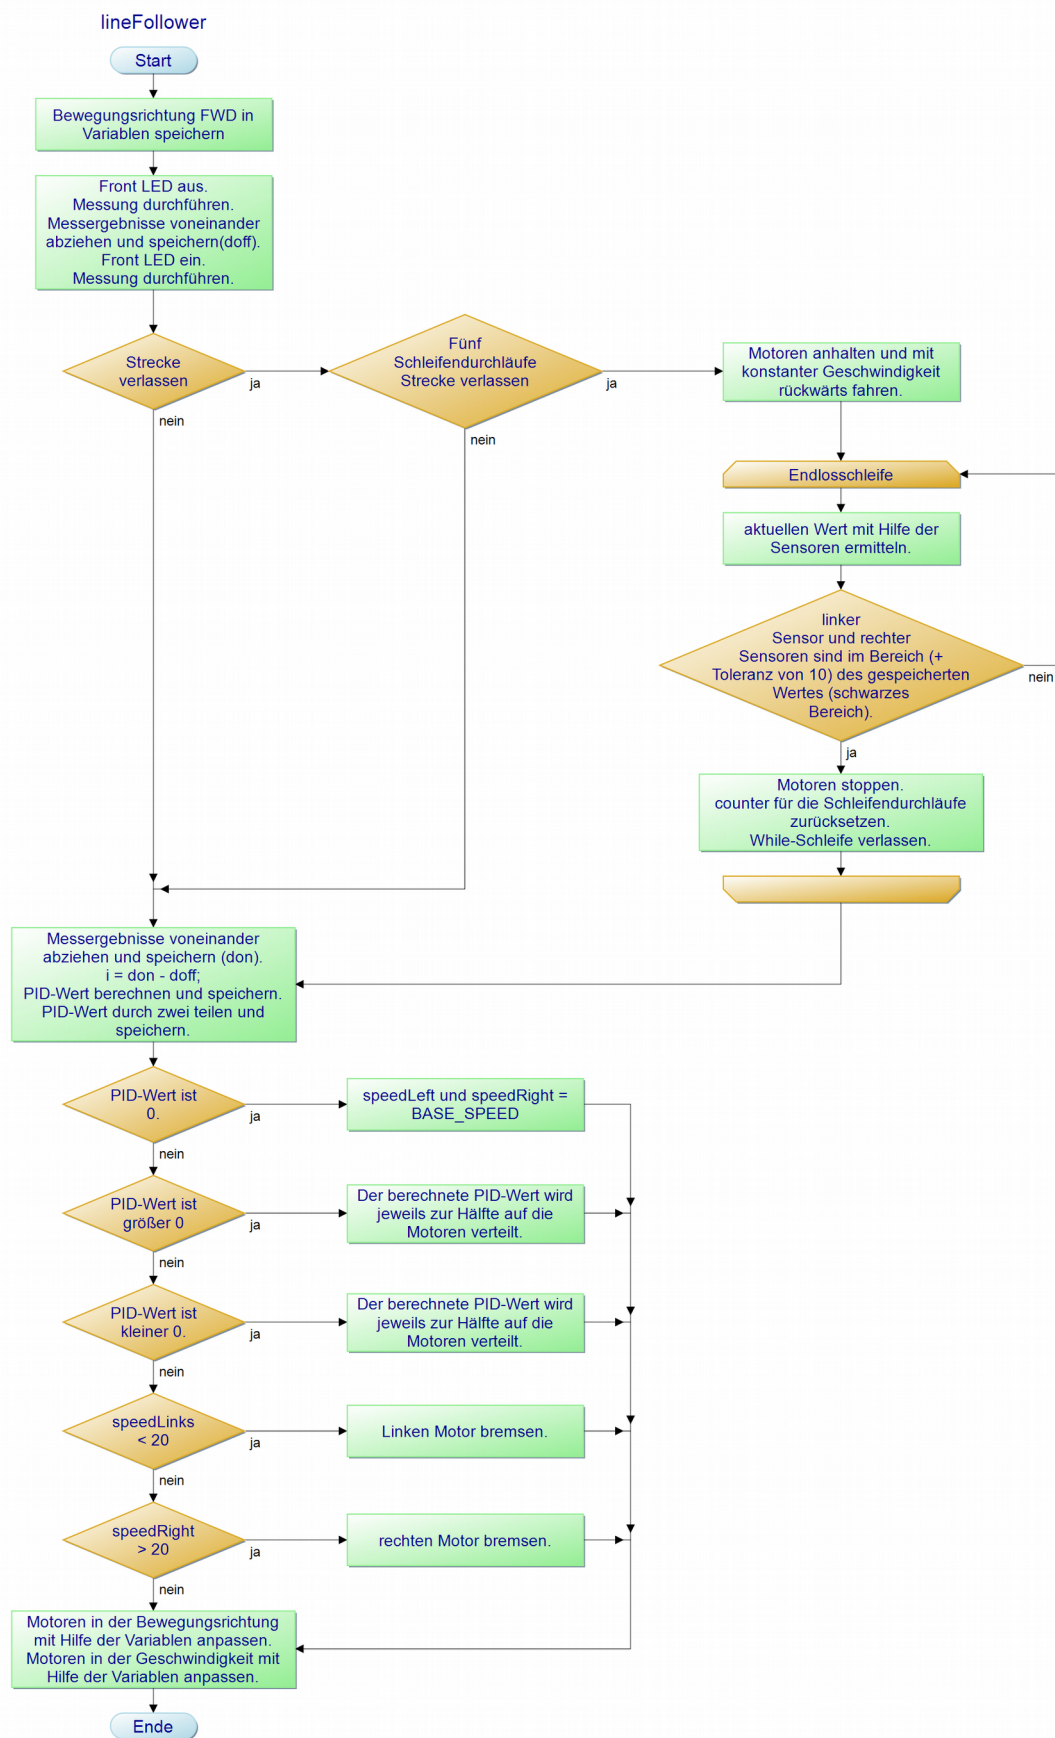 lineFollower
Start
Bewegungsrichtung FWD in
Variablen speichern
Front LED aus.
Messung durchführen.
Messergebnisse voneinander
abziehen und speichern(doff).
Front LED ein.
Messung durchführen.
Strecke
verlassen
ja
nein
Fünf
Schleifendurchläufe
Strecke verlassen
ja
nein
Motoren anhalten und mit
konstanter Geschwindigkeit
rückwärts fahren.
Endlosschleife
aktuellen Wert mit Hilfe der
Sensoren ermitteln.
linker
Sensor und rechter
Sensoren sind im Bereich (+
Toleranz von 10) des gespeicherten
Wertes (schwarzes
Bereich).
nein
ja
Motoren stoppen.
counter für die Schleifendurchläufe
zurücksetzen.
While-Schleife verlassen.
Messergebnisse voneinander
abziehen und speichern (don).
i = don - doff;
PID-Wert berechnen und speichern.
PID-Wert durch zwei teilen und
speichern.
PID-Wert ist
0.
ja
nein
speedLeft und speedRight =
BASE_SPEED
PID-Wert ist
größer 0
ja
nein
Der berechnete PID-Wert wird
jeweils zur Hälfte auf die
Motoren verteilt.
PID-Wert ist
kleiner 0.
ja
nein
Der berechnete PID-Wert wird
jeweils zur Hälfte auf die
Motoren verteilt.
speedLinks
< 20
ja
nein
Linken Motor bremsen.
speedRight
> 20
ja
nein
rechten Motor bremsen.
Motoren in der Bewegungsrichtung
mit Hilfe der Variablen anpassen.
Motoren in der Geschwindigkeit mit
Hilfe der Variablen anpassen.
Ende